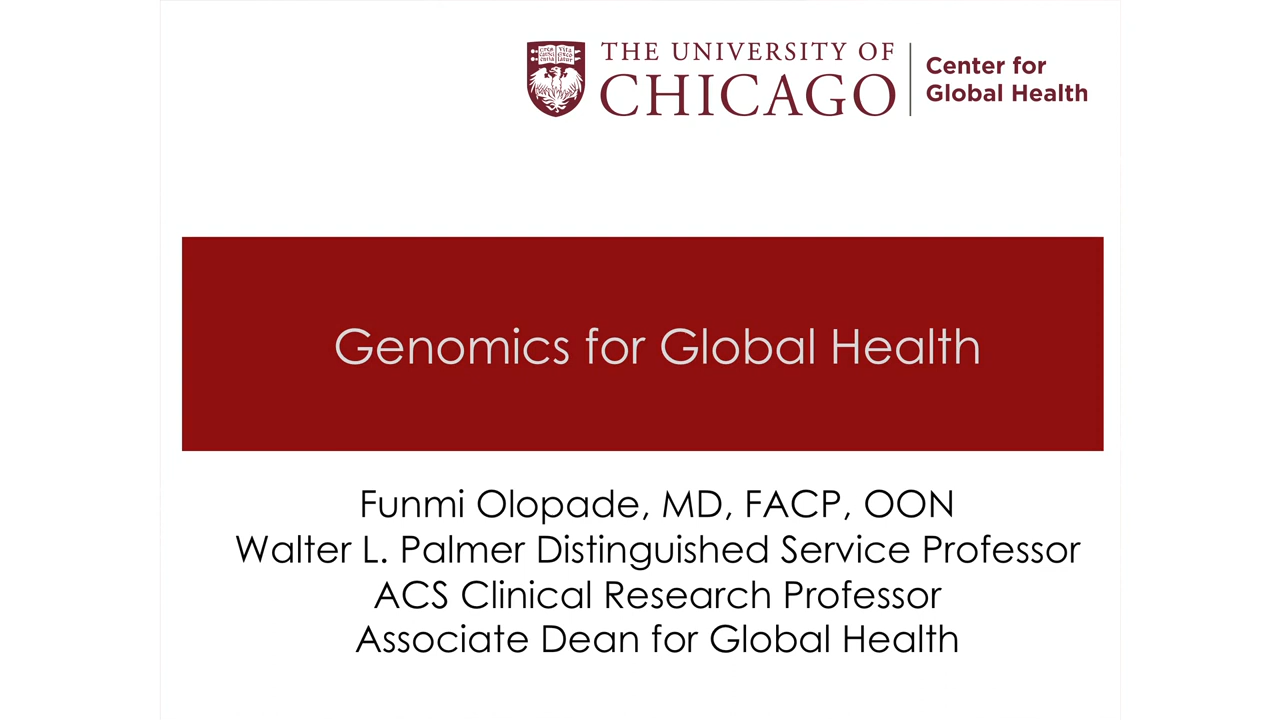 THE UNIVERSITY OF
CHICAGO
Center for
Global Health
Genomics for Global Health
Funmi Olopade, MD, FACP, OON
Walter L. Palmer Distinguished Service Professor
ACS Clinical Research Professor
Associate Dean for Global Health